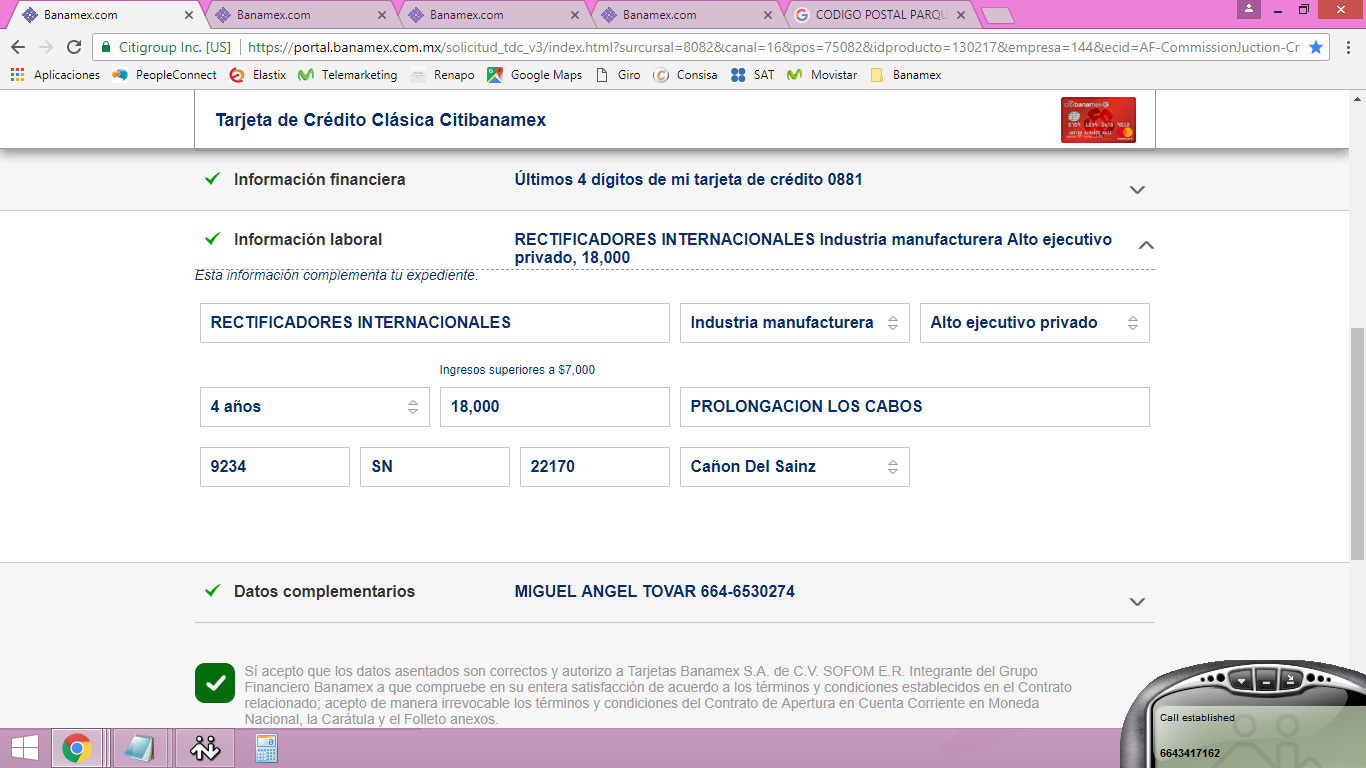 Banamex.com
Banamex.com
Banamex.com
Banamex.com
CODIGO POSTAL PARQU
Citigroup Inc. [US]
https://portal.banamex.com.mx/solicitud_tdc_v3/index.html?surcursal=8082&canal=16&pos=75082&idproducto=130217&empresa=144&ecid=AF-CommissionJuction-Cr
Aplicaciones PeopleConnect Elastix Telemarketing Renapo Google Maps Giro Consisa SAT Movistar Banamex
Tarjeta de Crédito Clásica Citibanamex
citibanamex
Información financiera
Últimos 4 dígitos de mi tarjeta de crédito 0881
Información laboral
RECTIFICADORES INTERNACIONALES Industria manufacturera Alto ejecutivo
privado, 18,000
Esta información complementa tu expediente.
RECTIFICADORES INTERNACIONALES
Industria manufacturera
Alto ejecutivo privado
Ingresos superiores a $7,000
4 años
18,000
PROLONGACION LOS CABOS
9234
SN
22170
Cañon Del Sainz
Datos complementarios
MIGUEL ANGEL TOVAR 664-6530274
Sí acepto que los datos asentados son correctos y autorizo a Tarjetas Banamex S.A. de C.V. SOFOM E.R. Integrante del Grupo
Financiero Banamex a que compruebe en su entera satisfacción de acuerdo a los términos y condiciones establecidos en el Contrato
relacionado; acepto de manera irrevocable los términos y condiciones del Contrato de Apertura en Cuenta Corriente en Moneda
Nacional, la Carátula y el Folleto anexos.
Call established
6643417162